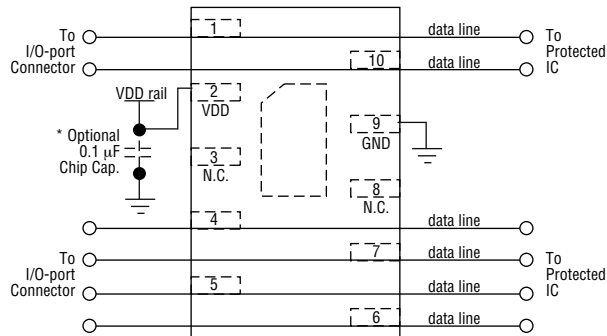 1
data line
To
I/O-port
Connector
To
Protected
IC
10
data line
VDD rail
2
VDD
* Optional
0.1 µF
Chip Cap.
9
GND
3
N.C.
8
N.C.
4
data line
7
data line
To
I/O-port
Connector
To
Protected
IC
5
data line
6
data line